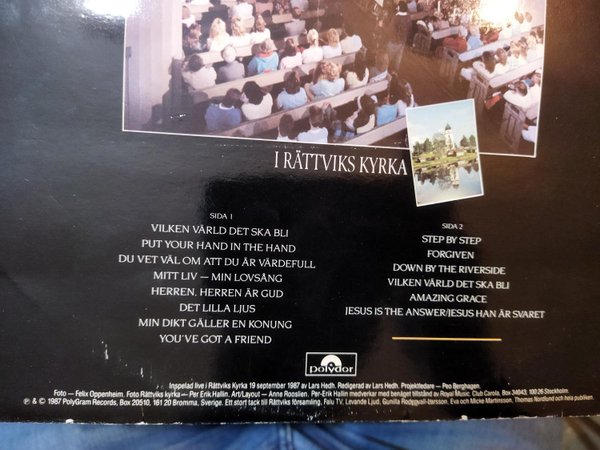 I RÄTTVIKS KYRKA
SIDA 1
VILKEN VÄRLD DET SKA BLI
PUT YOUR HAND IN THE HAND
DU VET VÄL OM ATT DU ÄR VÄRDEFULL
MITT LIV — MIN LOVSÅNG
HERREN, HERREN ÄR GUD
DET LILLA LJUS
MIN DIKT GÄLLER EN KONUNG
YOU'VE GOT A FRIEND
SIDA 2
STEP BY STEP
FORGIVEN
DOWN BY THE RIVERSIDE
VILKEN VÄRLD DET SKA BLI
AMAZING GRACE
JESUS IS THE ANSWER/JESUS HAN ÄR SVARET
polydor
Inspelad live i Rättviks Kyrka 19 september 1987 av Lars Hedh. Redigerad av Lars Hedh. Projektledare — Peo Berghagen.
Foto — Felix Oppenheim. Foto Rättviks kyrka — Per Erik Hallin. Art/Layout — Anne Rooslien. Per-Erik Hallin medverkar med benäget tillstånd av Royal Music. Club Carola, Box 34043, 100 26 Stockholm.
℗ & © 1987 PolyGram Records, Box 20510, 161 20 Bromma, Sverige. Ett stort tack till Rättviks församling, Falu TV, Levande Ljud, Gunilla Eva och Micke Martinsson, Thomas Nordlund och hela publiken.